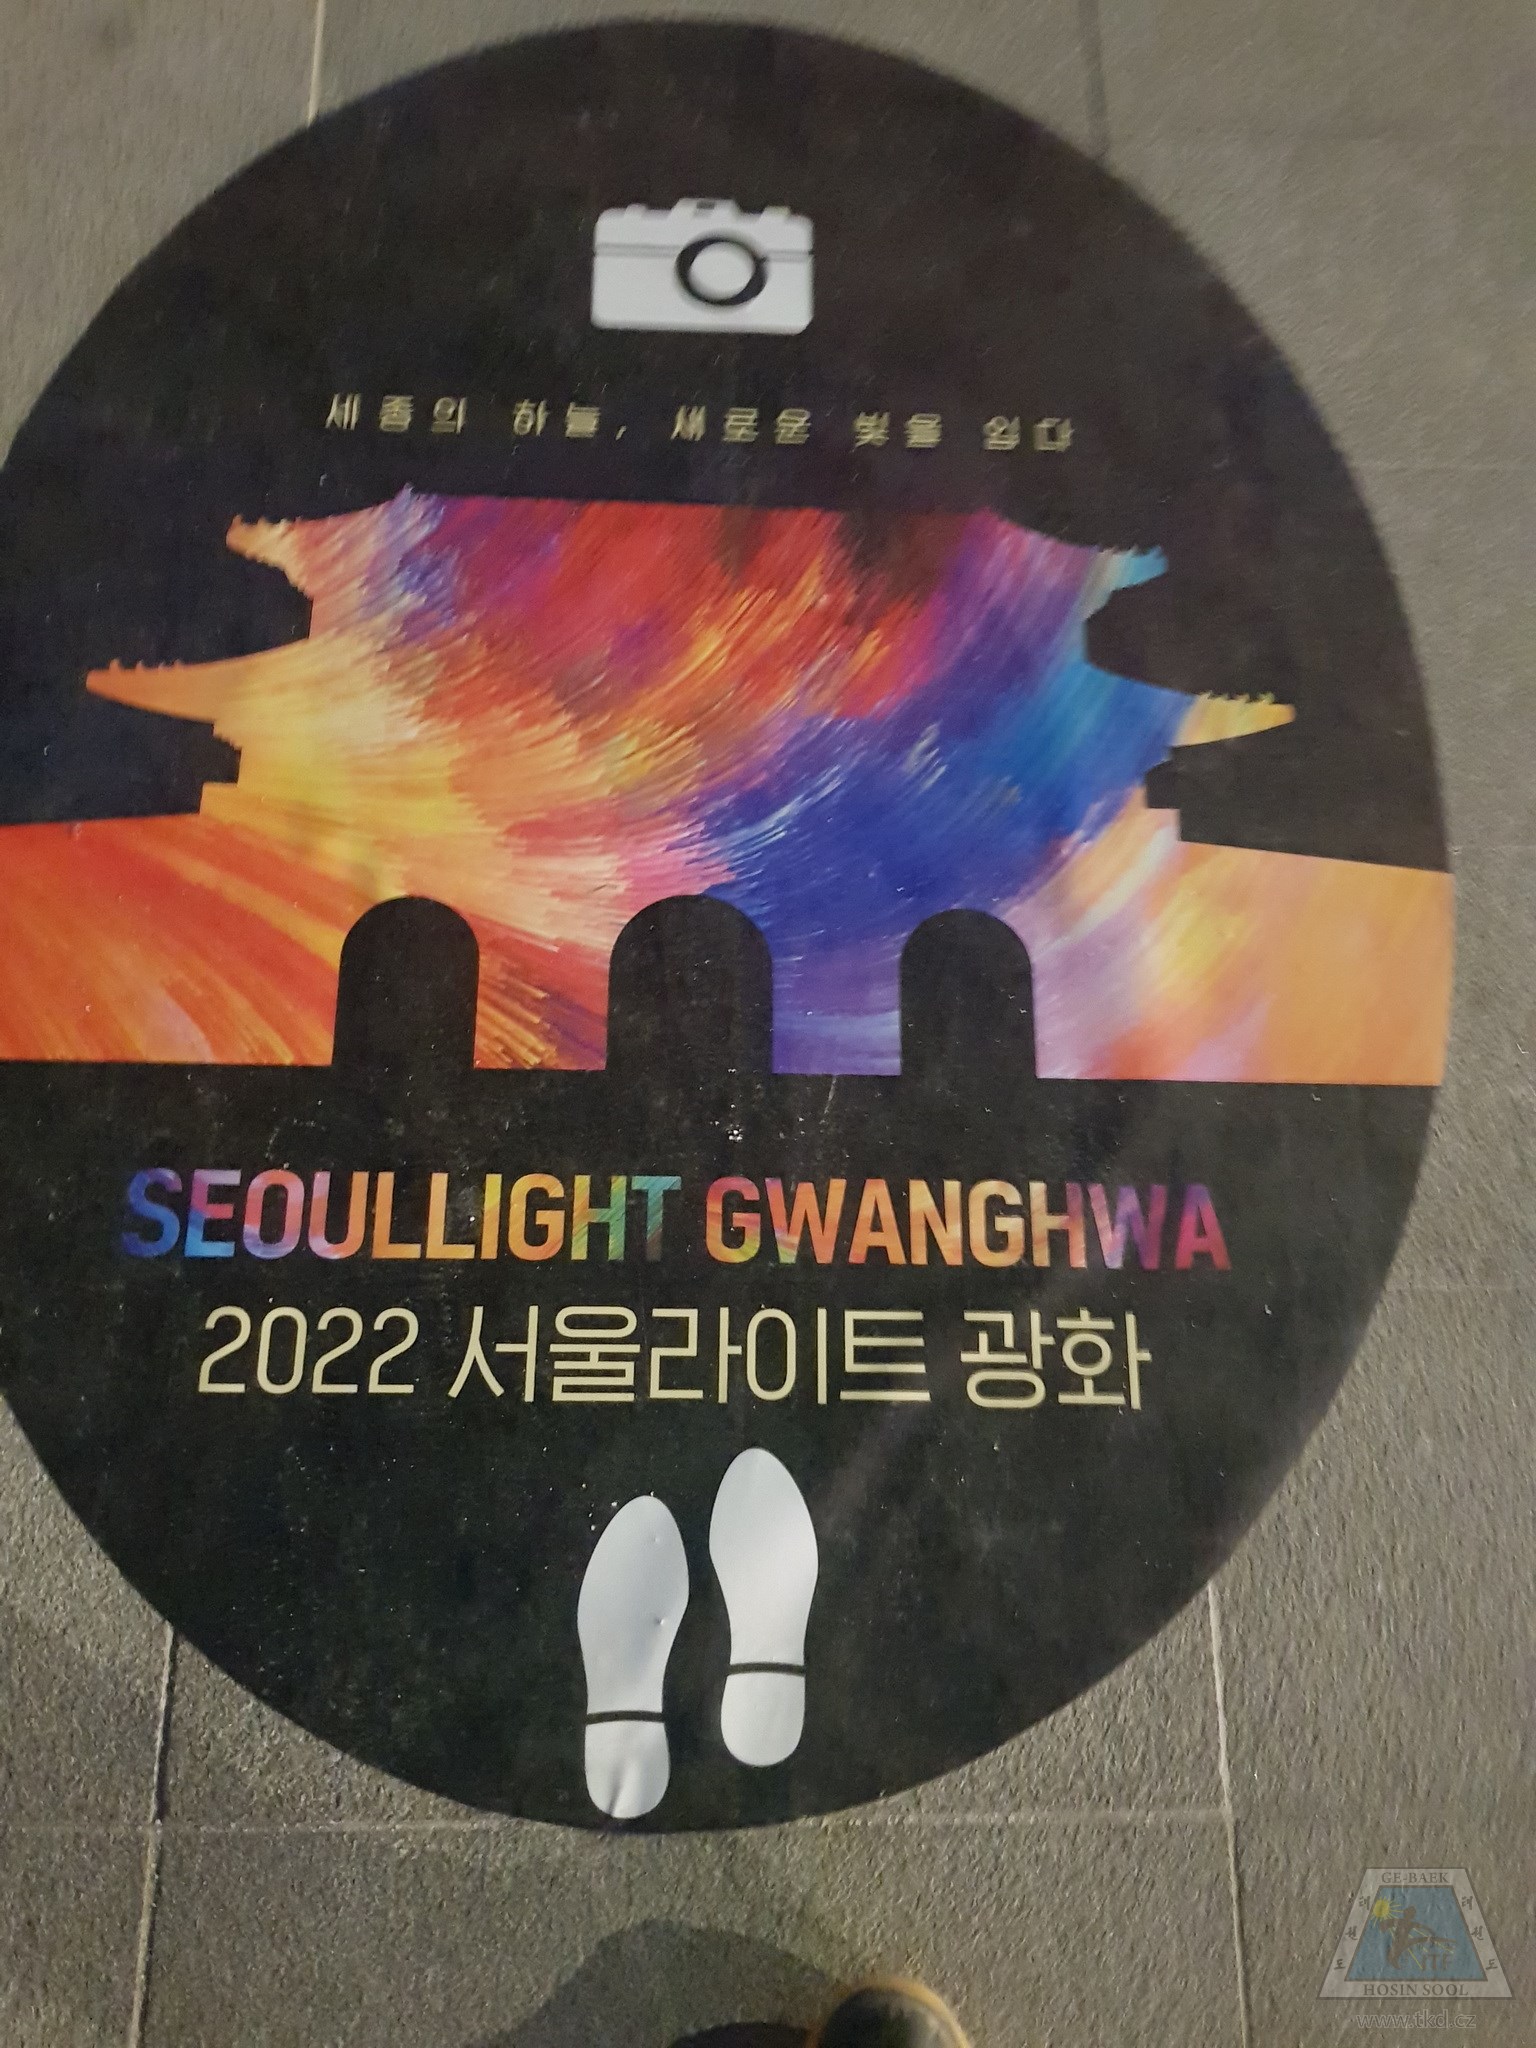 세종의 하늘, 새로운 빛을 담다
SEOULLIGHT GWANGHWA
2022 서울라이트 광화
GE-BAEK
HOSIN SOOL
www.tkd.cz